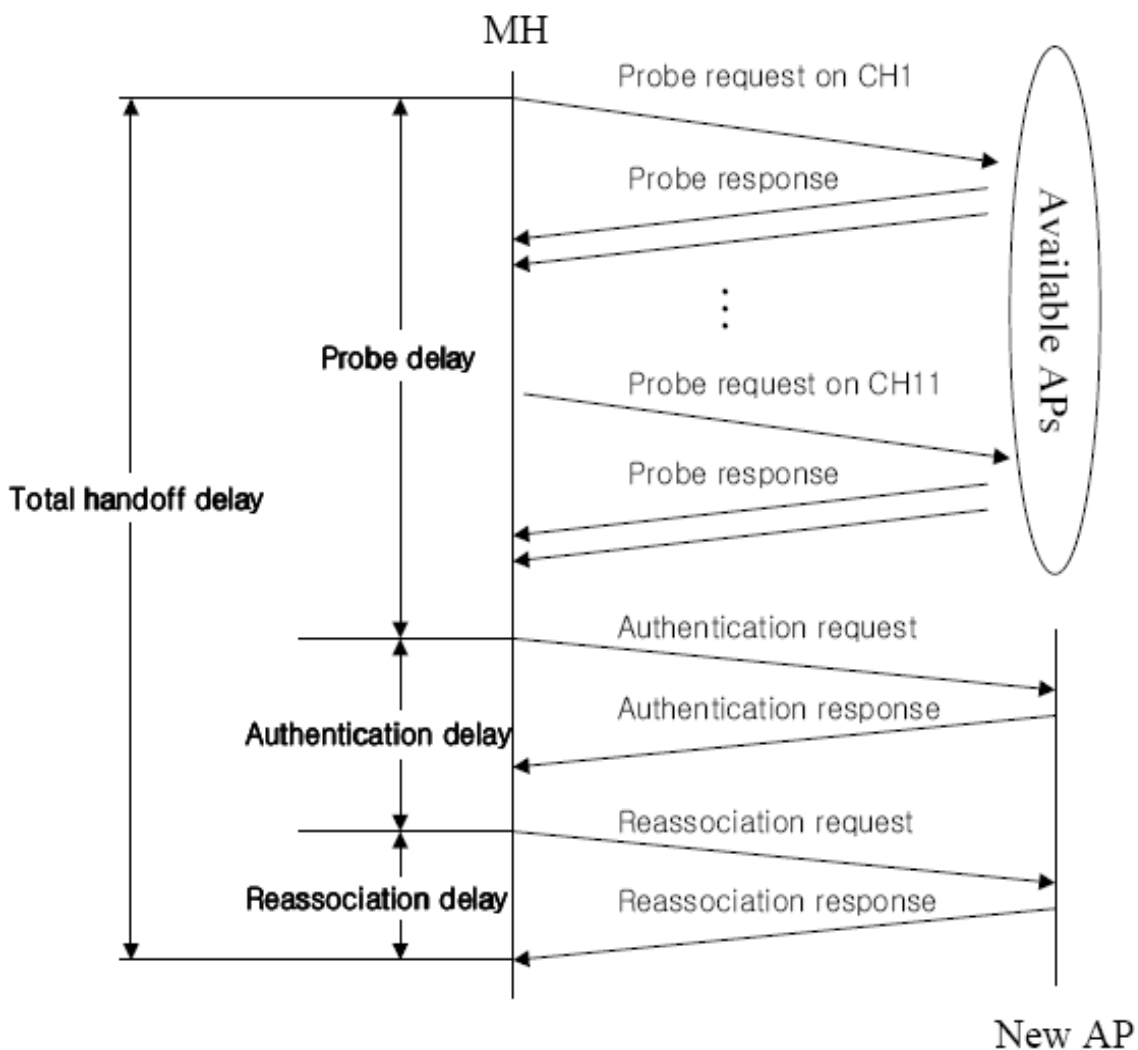 MH
Probe request on CH1
Probe response
Available APs
Probe delay
Probe request on CH11
Probe response
Total handoff delay
Authentication request
Authentication response
Authentication delay
Reassociation request
Reassociation delay
Reassociation response
New AP